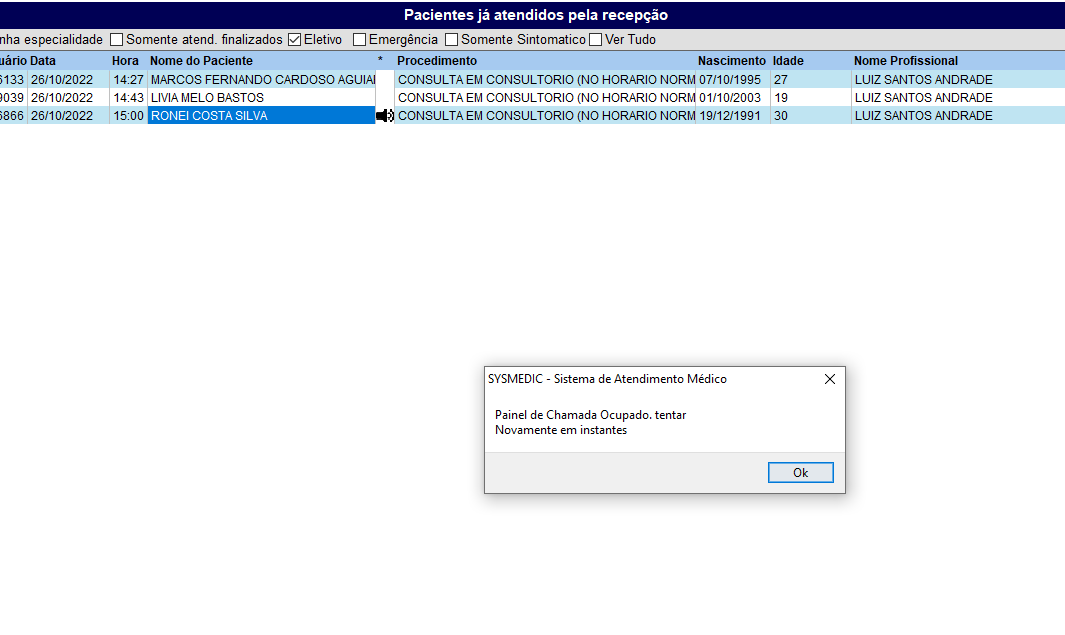 Pacientes já atendidos pela recepção
nha especialidade Somente atend. finalizados Eletivo Emergência Somente Sintomatico Ver Tudo
uário Data Hora Nome do Paciente * Procedimento Nascimento Idade Nome Profissional
6133 26/10/2022 14:27 MARCOS FERNANDO CARDOSO AGUIAI CONSULTA EM CONSULTORIO (NO HORARIO NORM 07/10/1995 27 LUIZ SANTOS ANDRADE
9039 26/10/2022 14:43 LIVIA MELO BASTOS CONSULTA EM CONSULTORIO (NO HORARIO NORM 01/10/2003 19 LUIZ SANTOS ANDRADE
6866 26/10/2022 15:00 RONEI COSTA SILVA CONSULTA EM CONSULTORIO (NO HORARIO NORM 19/12/1991 30 LUIZ SANTOS ANDRADE
SYSMEDIC - Sistema de Atendimento Médico
Painel de Chamada Ocupado. tentar
Novamente em instantes
Ok